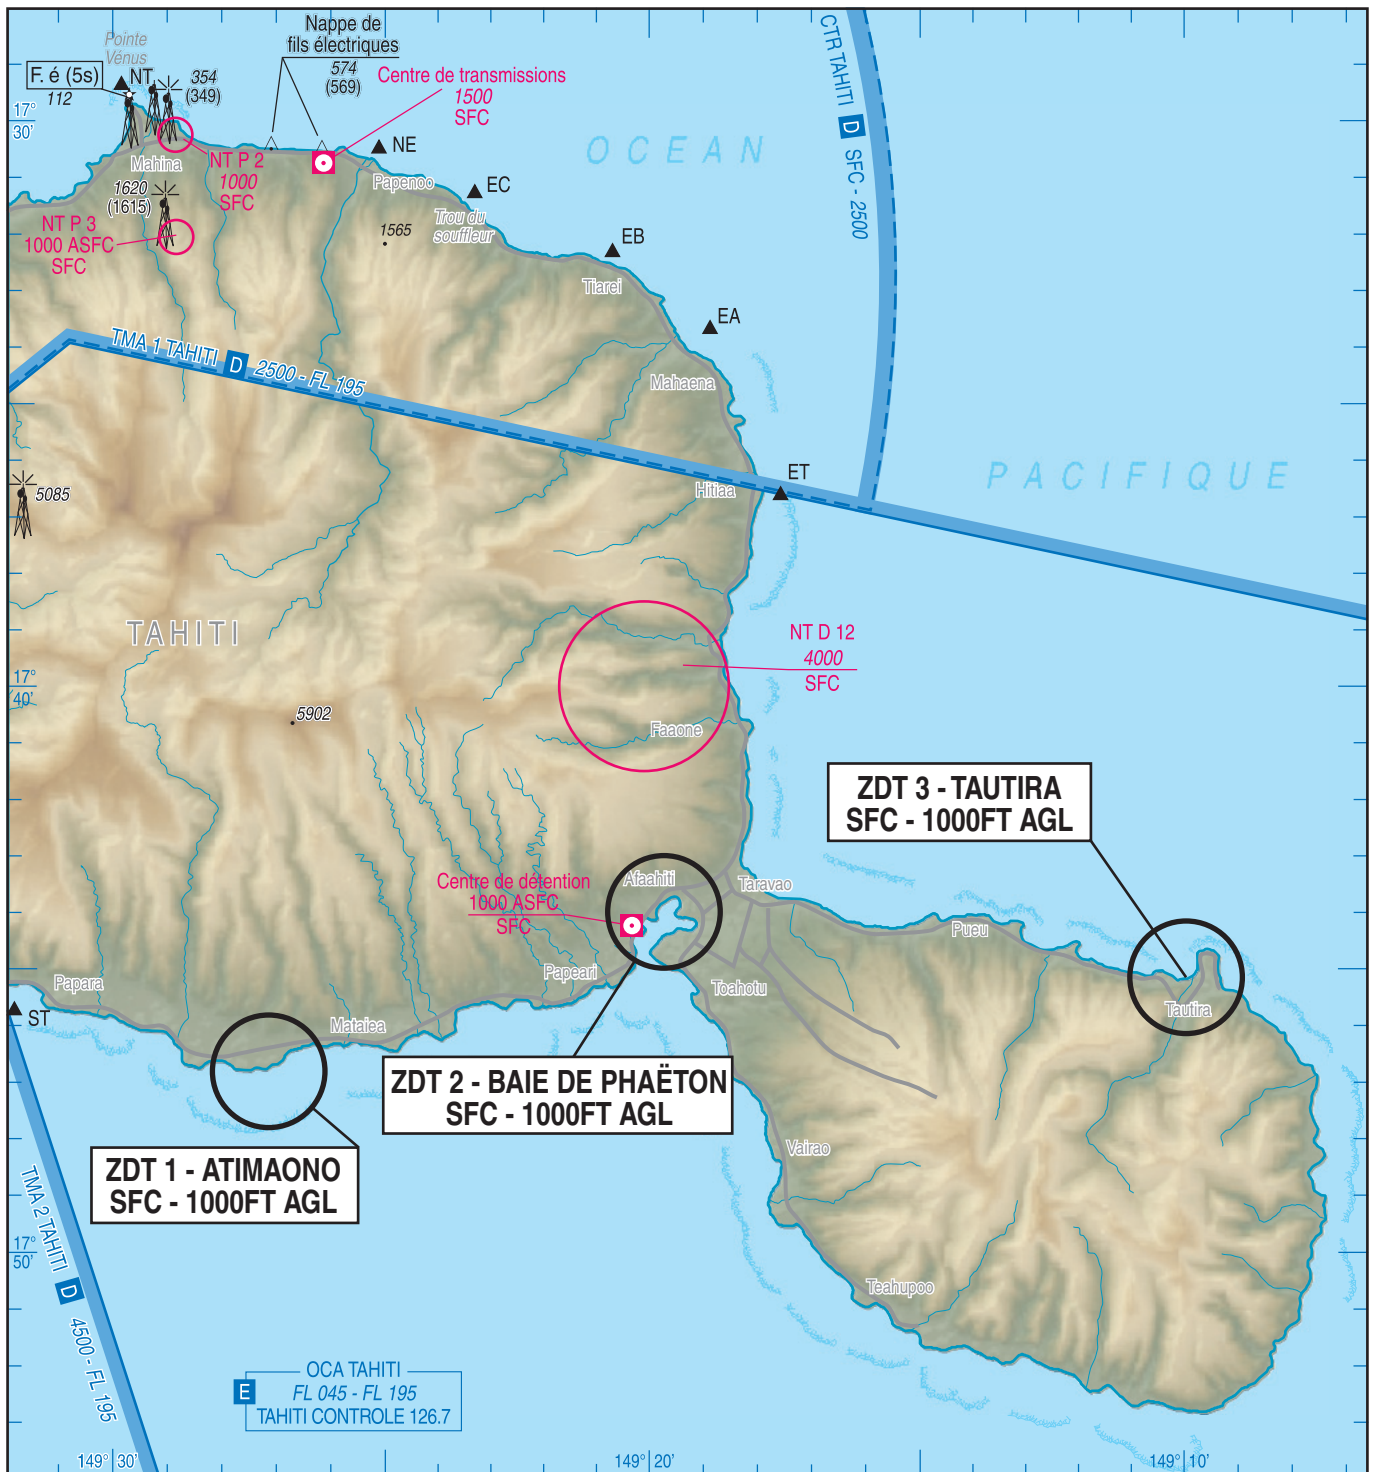 Pointe
Vénus
F. é (5s)
112
NT
354
(349)
Nappe de
fils électriques
574
(569)
Centre de transmissions
1500
SFC
CTR TAHITI D SFC - 2500
OCEAN
17°
30'
Mahina
NT P 2
1000
SFC
NE
Papenoo
EC
Trou du
souffleur
1620
(1615)
NT P 3
1000 ASFC
SFC
1565
EB
Tiarei
EA
TMA 1 TAHITI D 2500 - FL 195
Mahaena
ET
PACIFIQUE
Hitiaa
5085
TAHITI
NT D 12
4000
SFC
17°
40'
5902
Faaone
ZDT 3 - TAUTIRA
SFC - 1000FT AGL
Centre de détention
1000 ASFC
SFC
Afaahiti
Taravao
Pueu
Papara
Papeari
Toahotu
Tautira
ST
Mataiea
ZDT 2 - BAIE DE PHAËTON
SFC - 1000FT AGL
ZDT 1 - ATIMAONO
SFC - 1000FT AGL
Vairao
TMA 2 TAHITI D 4500 - FL 195
17°
50'
Teahupoo
OCA TAHITI
E FL 045 - FL 195
TAHITI CONTROLE 126.7
149° 30'
149° 20'
149° 10'